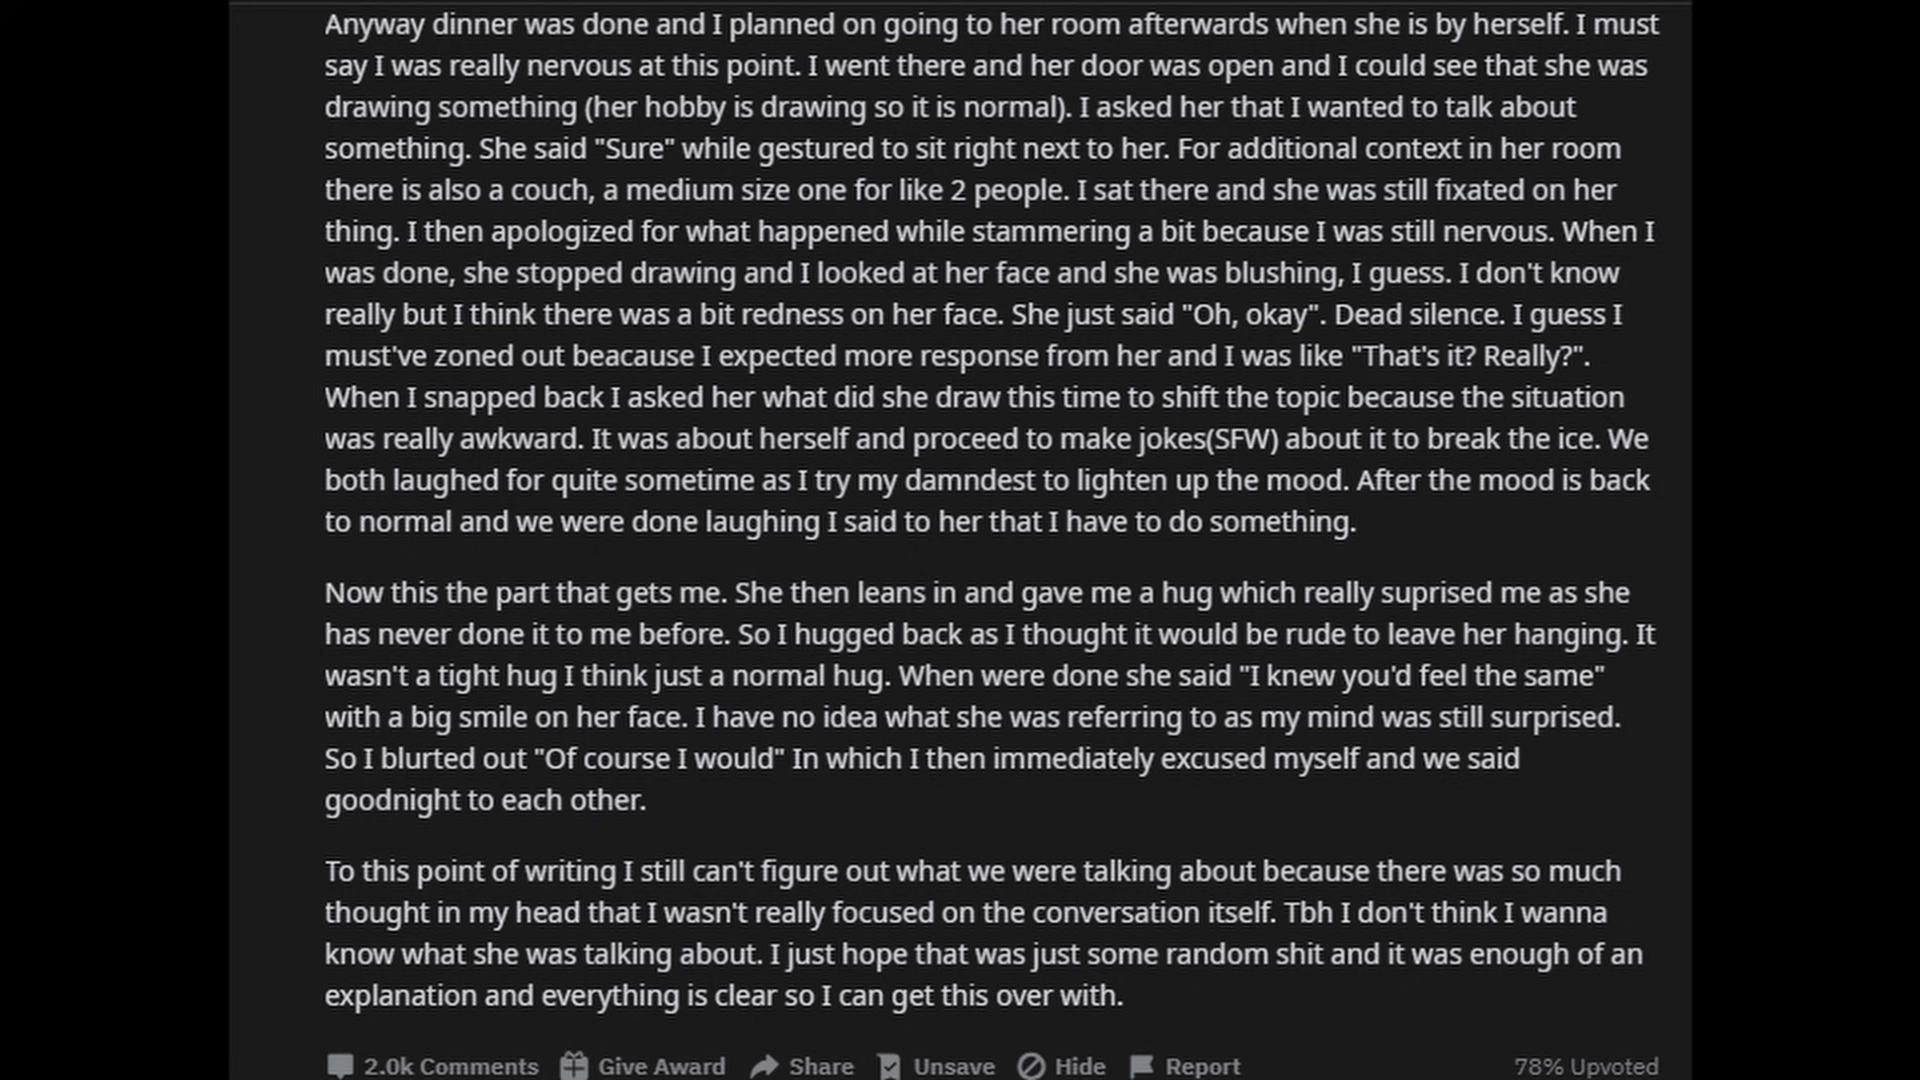 Anyway dinner was done and I planned on going to her room afterwards when she is by herself. I must
say I was really nervous at this point. I went there and her door was open and I could see that she was
drawing something (her hobby is drawing so it is normal). I asked her that I wanted to talk about
something. She said "Sure" while gestured to sit right next to her. For additional context in her room
there is also a couch, a medium size one for like 2 people. I sat there and she was still fixated on her
thing. I then apologized for what happened while stammering a bit because I was still nervous. When I
was done, she stopped drawing and I looked at her face and she was blushing, I guess. I don't know
really but I think there was a bit redness on her face. She just said "Oh, okay". Dead silence. I guess I
must've zoned out beacause I expected more response from her and I was like "That's it? Really?".
When I snapped back I asked her what did she draw this time to shift the topic because the situation
was really awkward. It was about herself and proceed to make jokes(SFW) about it to break the ice. We
both laughed for quite sometime as I try my damndest to lighten up the mood. After the mood is back
to normal and we were done laughing I said to her that I have to do something.
Now this the part that gets me. She then leans in and gave me a hug which really suprised me as she
has never done it to me before. So I hugged back as I thought it would be rude to leave her hanging. It
wasn't a tight hug I think just a normal hug. When were done she said "I knew you'd feel the same"
with a big smile on her face. I have no idea what she was referring to as my mind was still surprised.
So I blurted out "Of course I would" In which I then immediately excused myself and we said
goodnight to each other.
To this point of writing I still can't figure out what we were talking about because there was so much
thought in my head that I wasn't really focused on the conversation itself. Tbh I don't think I wanna
know what she was talking about. I just hope that was just some random shit and it was enough of an
explanation and everything is clear so I can get this over with.
2.0k Comments Give Award Share Unsave Hide Report 78% Upvoted